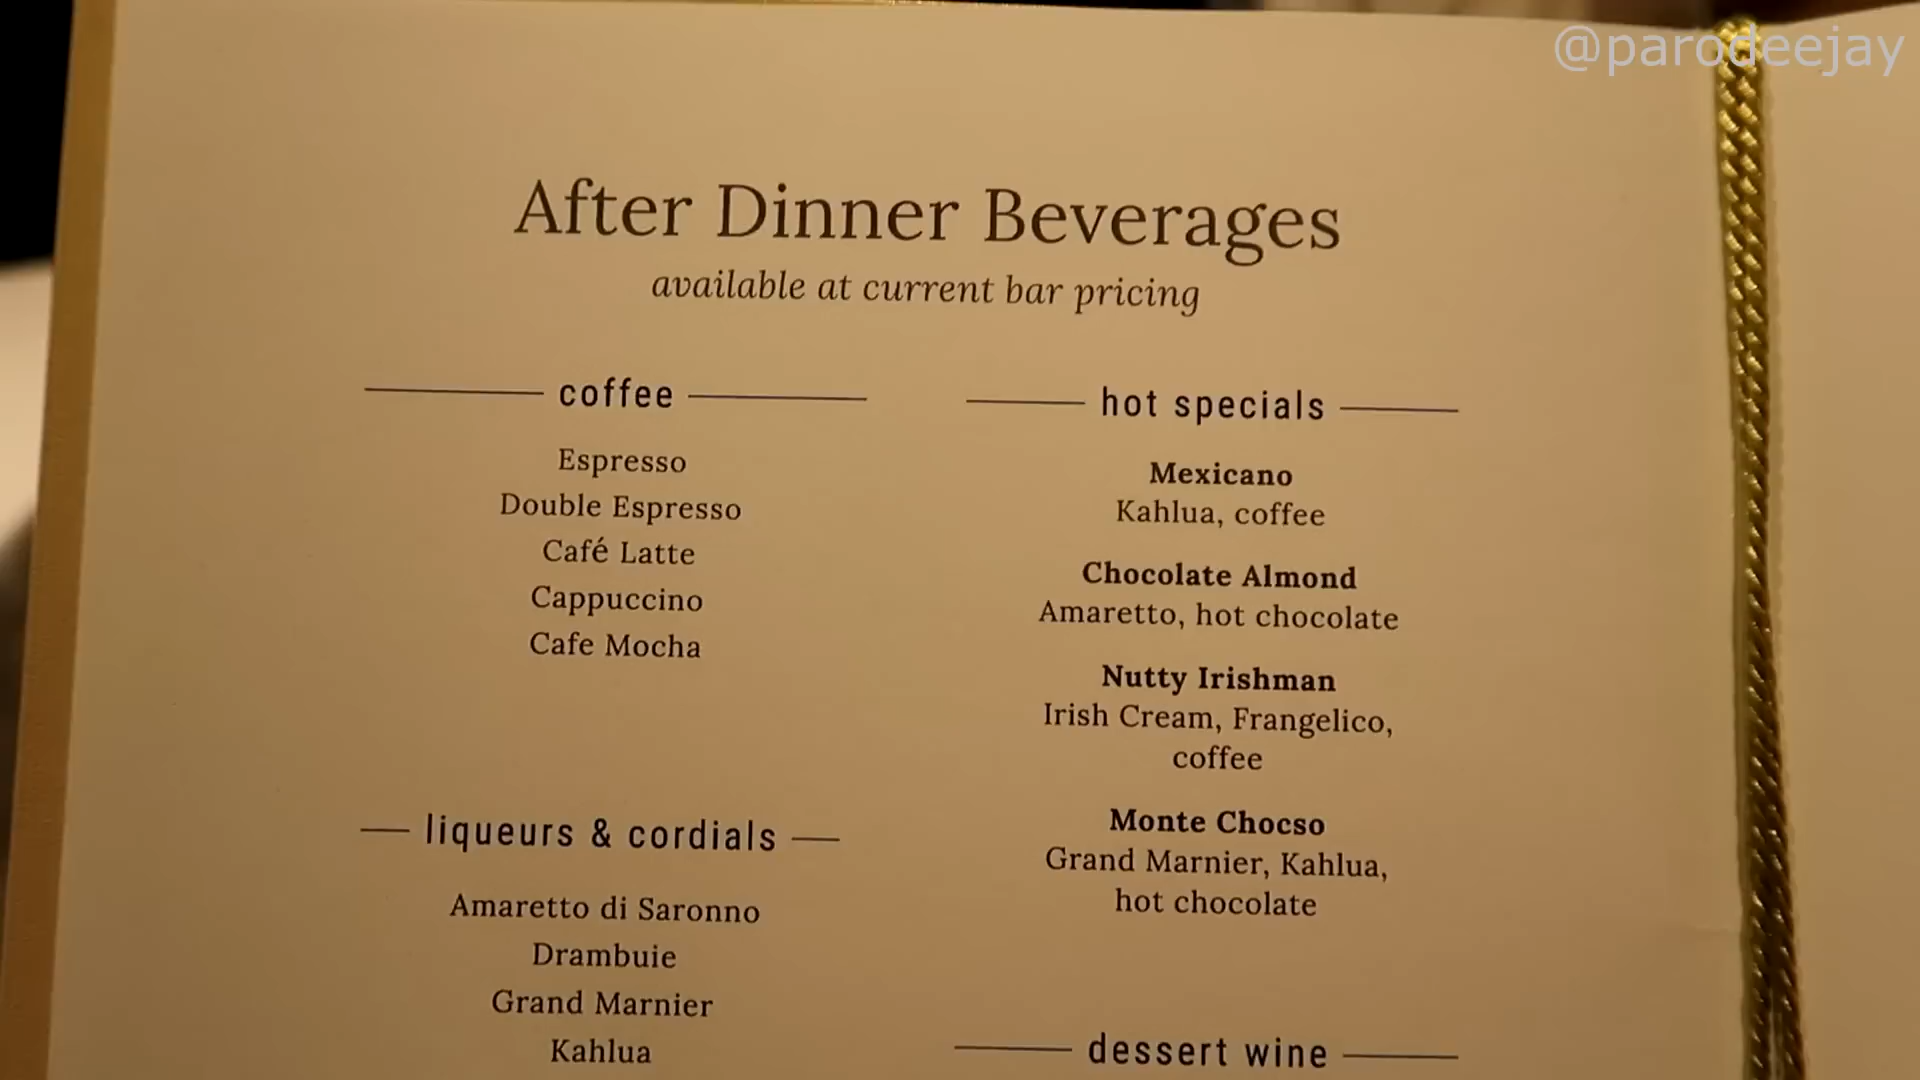 @parodeejay
After Dinner Beverages
available at current bar pricing
coffee
Espresso
Double Espresso
Café Latte
Cappuccino
Cafe Mocha
liqueurs & cordials
Amaretto di Saronno
Drambuie
Grand Marnier
Kahlua
hot specials
Mexicano
Kahlua, coffee
Chocolate Almond
Amaretto, hot chocolate
Nutty Irishman
Irish Cream, Frangelico,
coffee
Monte Chocso
Grand Marnier, Kahlua,
hot chocolate
dessert wine